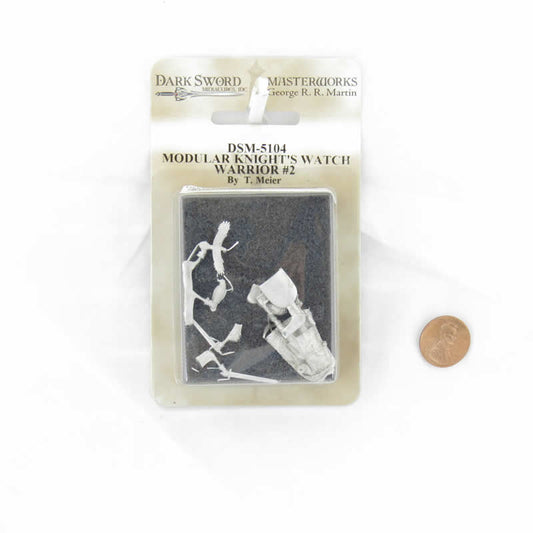 DARK SWORD
MINIATURES, INC.
MASTERWORKS
George R. R. Martin
DSM-5104
MODULAR KNIGHT'S WATCH
WARRIOR #2
By T. Meier